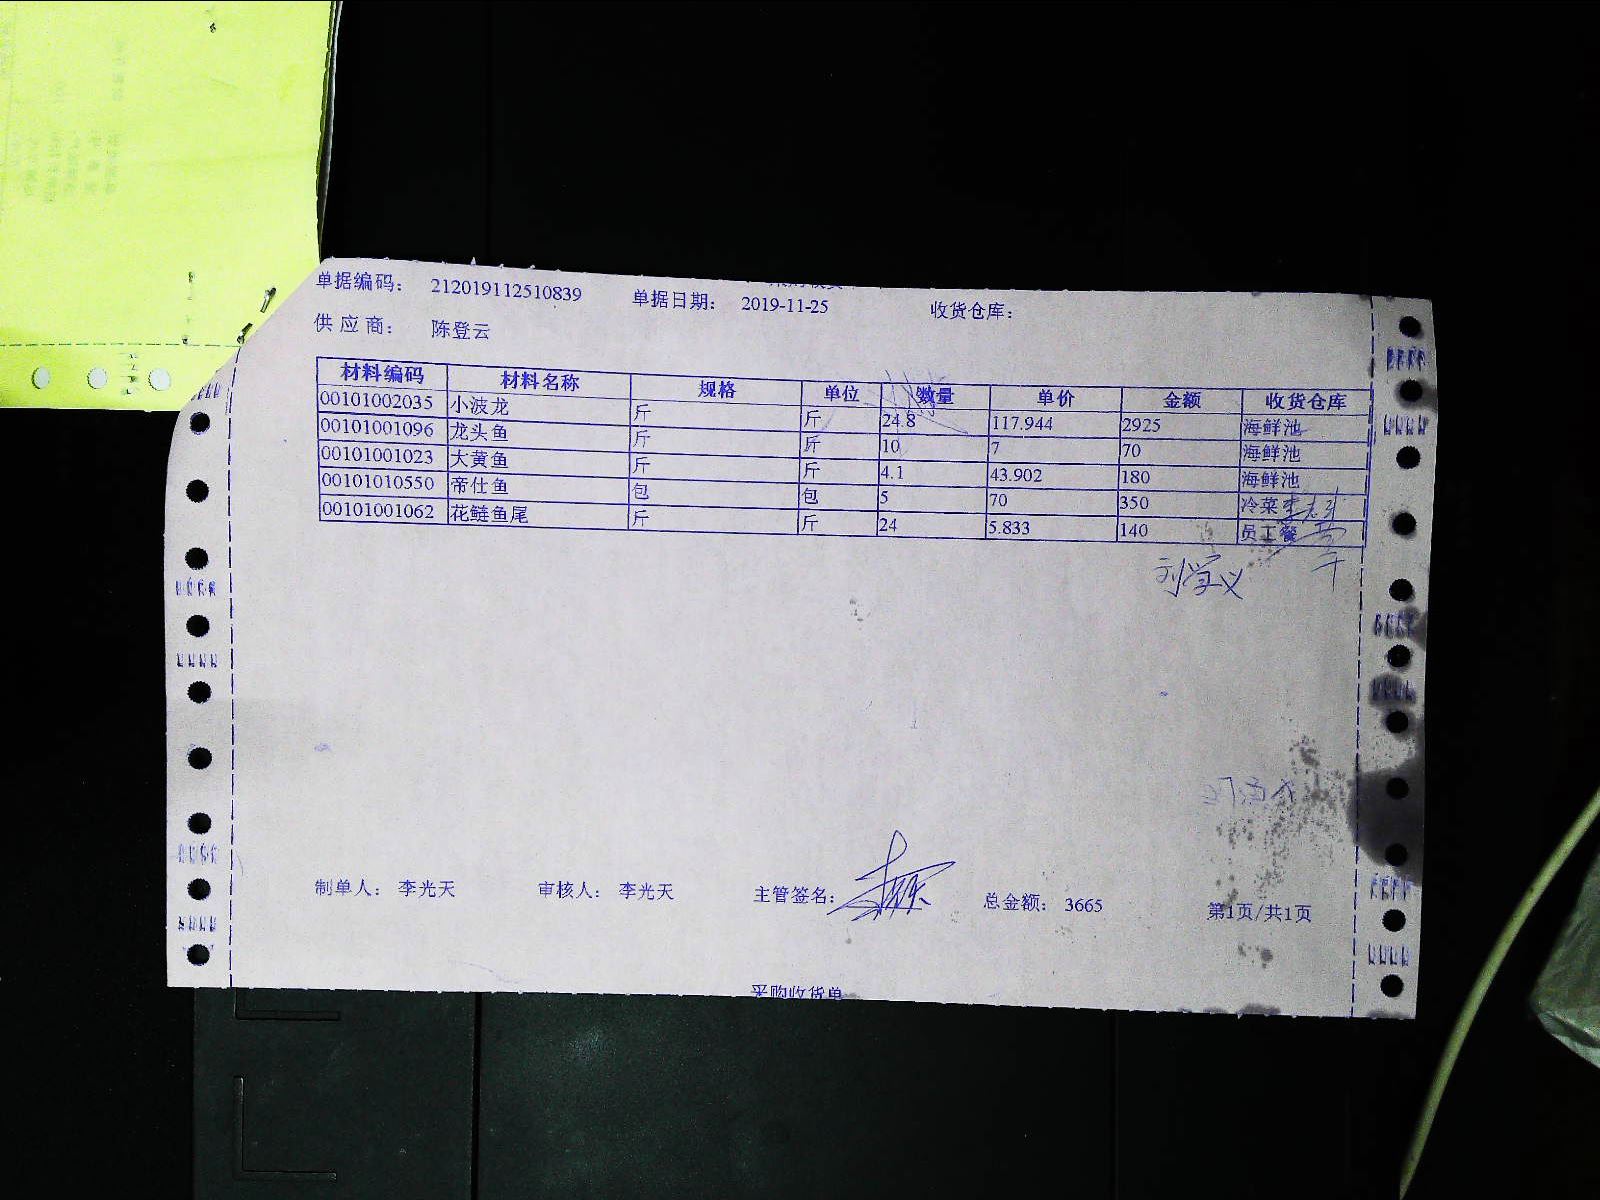 单据编码： 212019112510839 单据日期： 2019-11-25 收货仓库：
供应商： 陈登云
材料编码 材料名称 规格 单位 数量 单价 金额 收货仓库
00101002035 小波龙 斤 斤 24.8 117.944 2925 海鲜池
00101001096 龙头鱼 斤 斤 10 7 70 海鲜池
00101001023 大黄鱼 斤 斤 4.1 43.902 180 海鲜池
00101010550 帝仕鱼 包 包 5 70 350 冷菜
00101001062 花鲢鱼尾 斤 斤 24 5.833 140 员工餐
刘学义
制单人： 李光天 审核人： 李光天 主管签名： 总金额： 3665 第1页/共1页
采购收货单